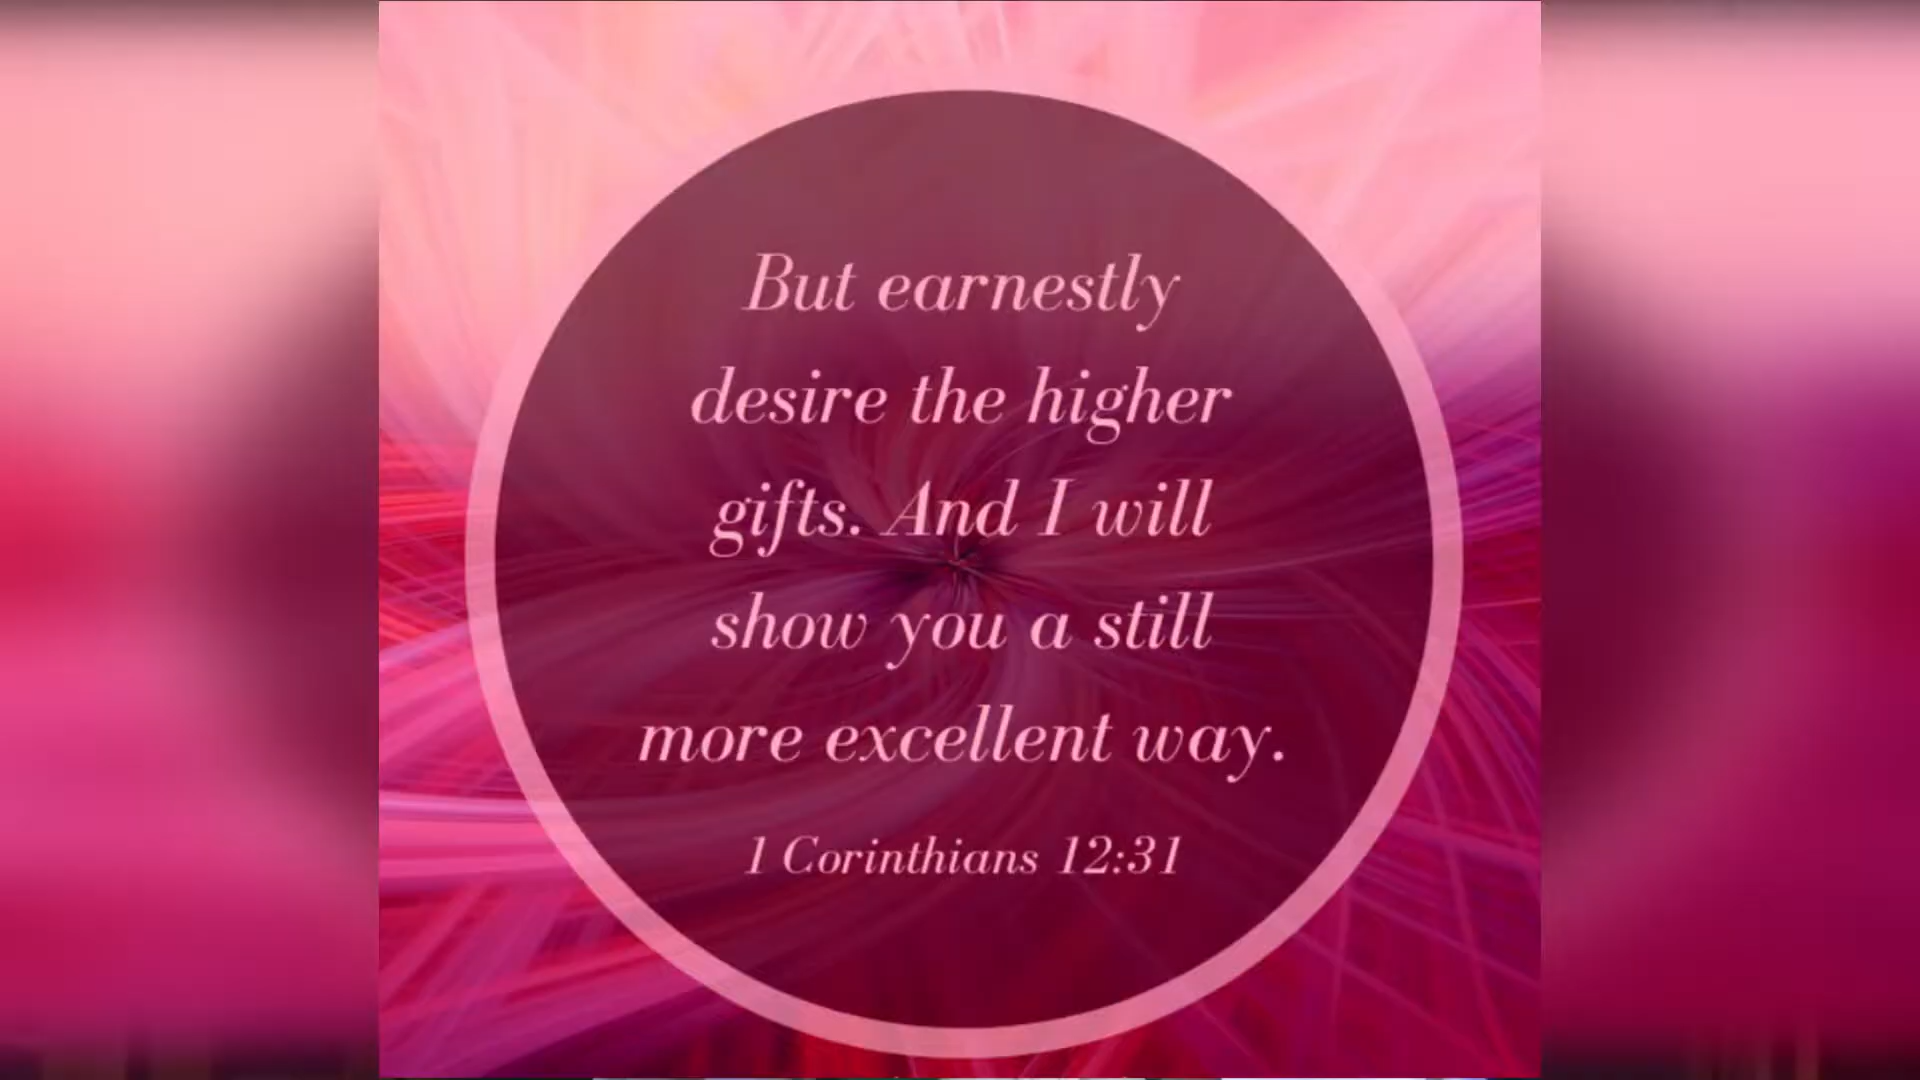 But earnestly
desire the higher
gifts. And I will
show you a still
more excellent way.
1 Corinthians 12:31